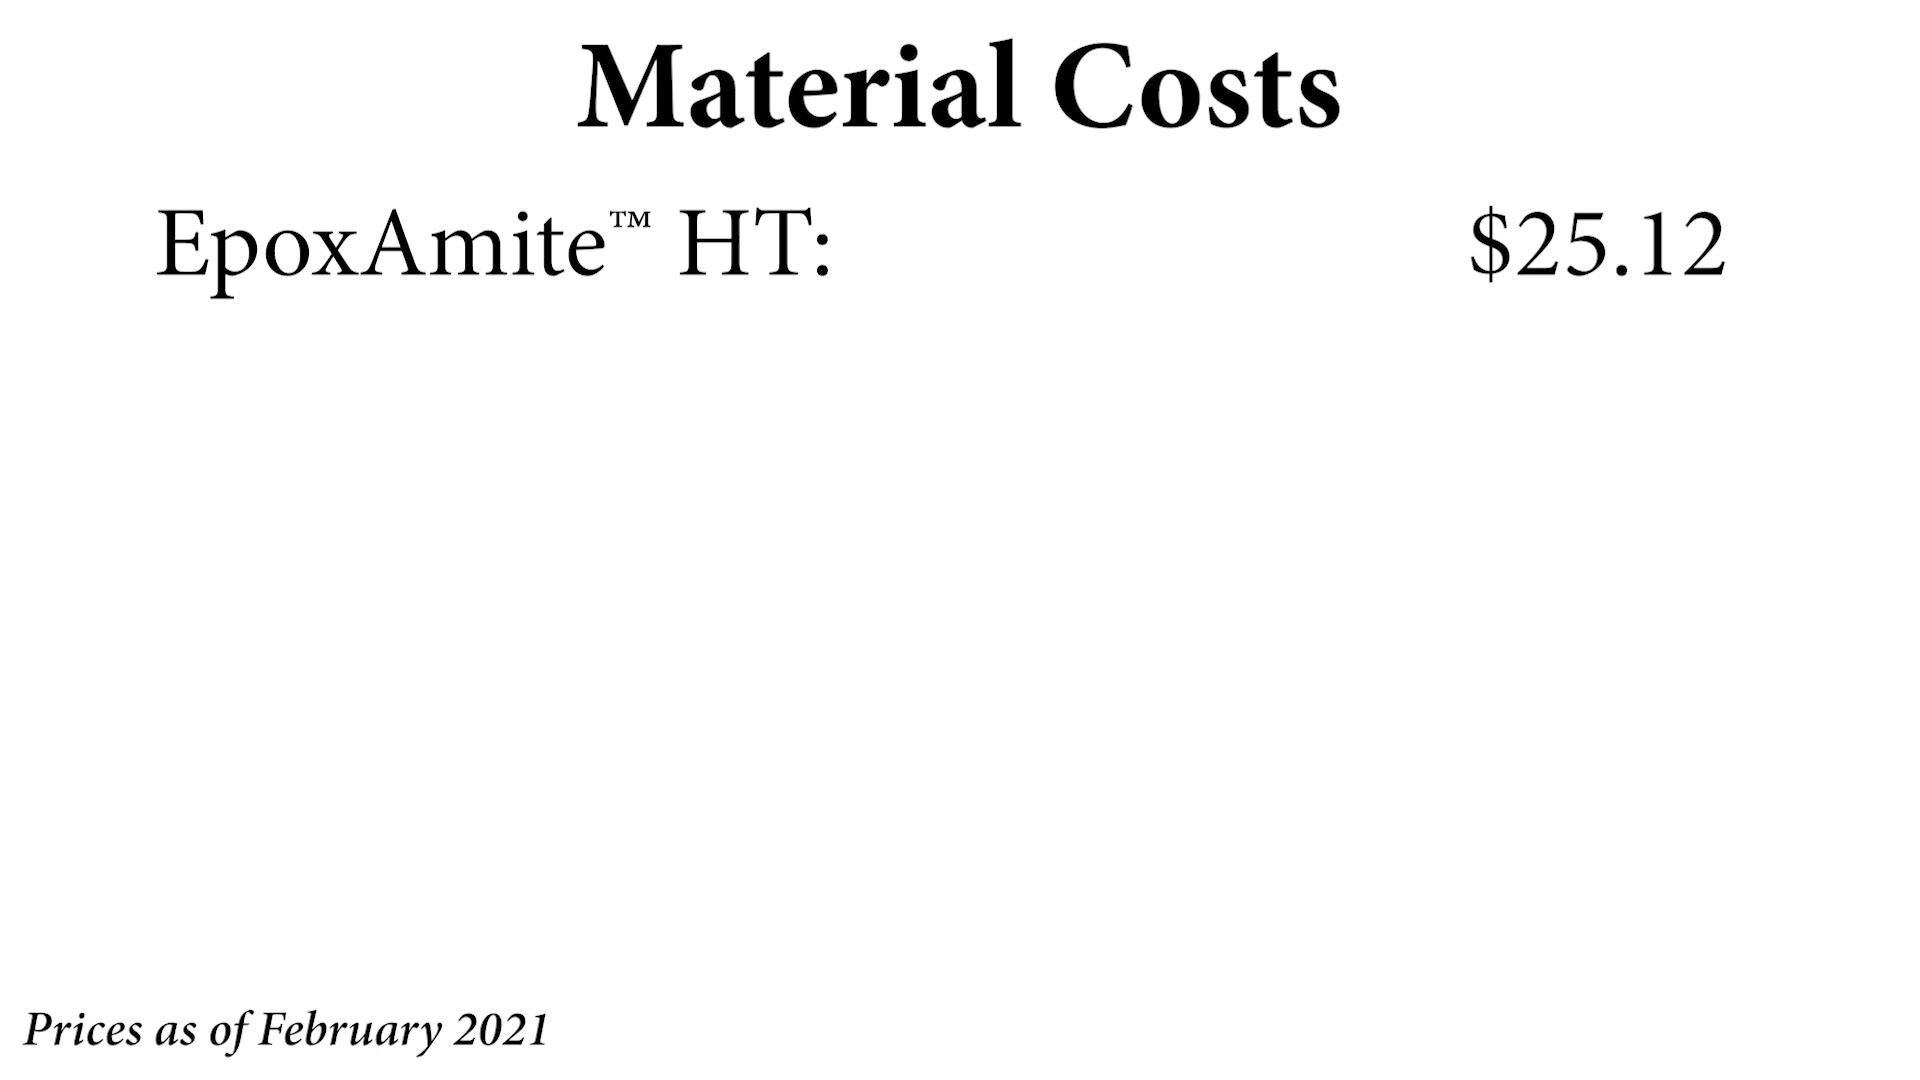 Material Costs
EpoxAmite™ HT: $25.12
Prices as of February 2021